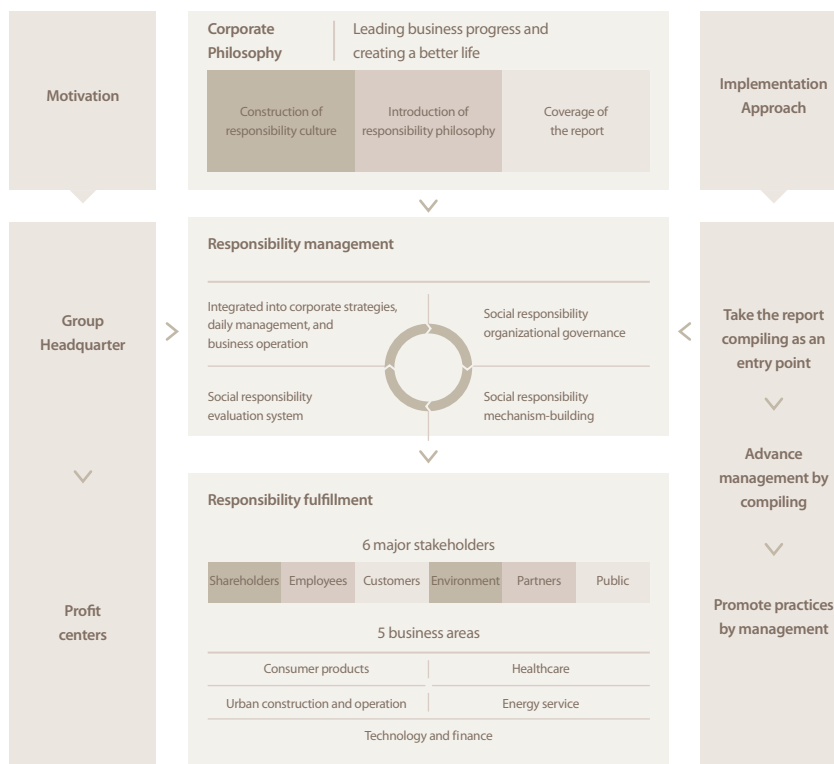 Motivation
Group
Headquarter
Profit
centers
Corporate
Philosophy
Leading business progress and
creating a better life
Construction of
responsibility culture
Introduction of
responsibility philosophy
Coverage of
the report
Responsibility management
Integrated into corporate strategies,
daily management, and
business operation
Social responsibility
organizational governance
Social responsibility
evaluation system
Social responsibility
mechanism-building
Responsibility fulfillment
6 major stakeholders
Shareholders
Employees
Customers
Environment
Partners
Public
5 business areas
Consumer products
Healthcare
Urban construction and operation
Energy service
Technology and finance
Implementation
Approach
Take the report
compiling as an
entry point
Advance
management by
compiling
Promote practices
by management